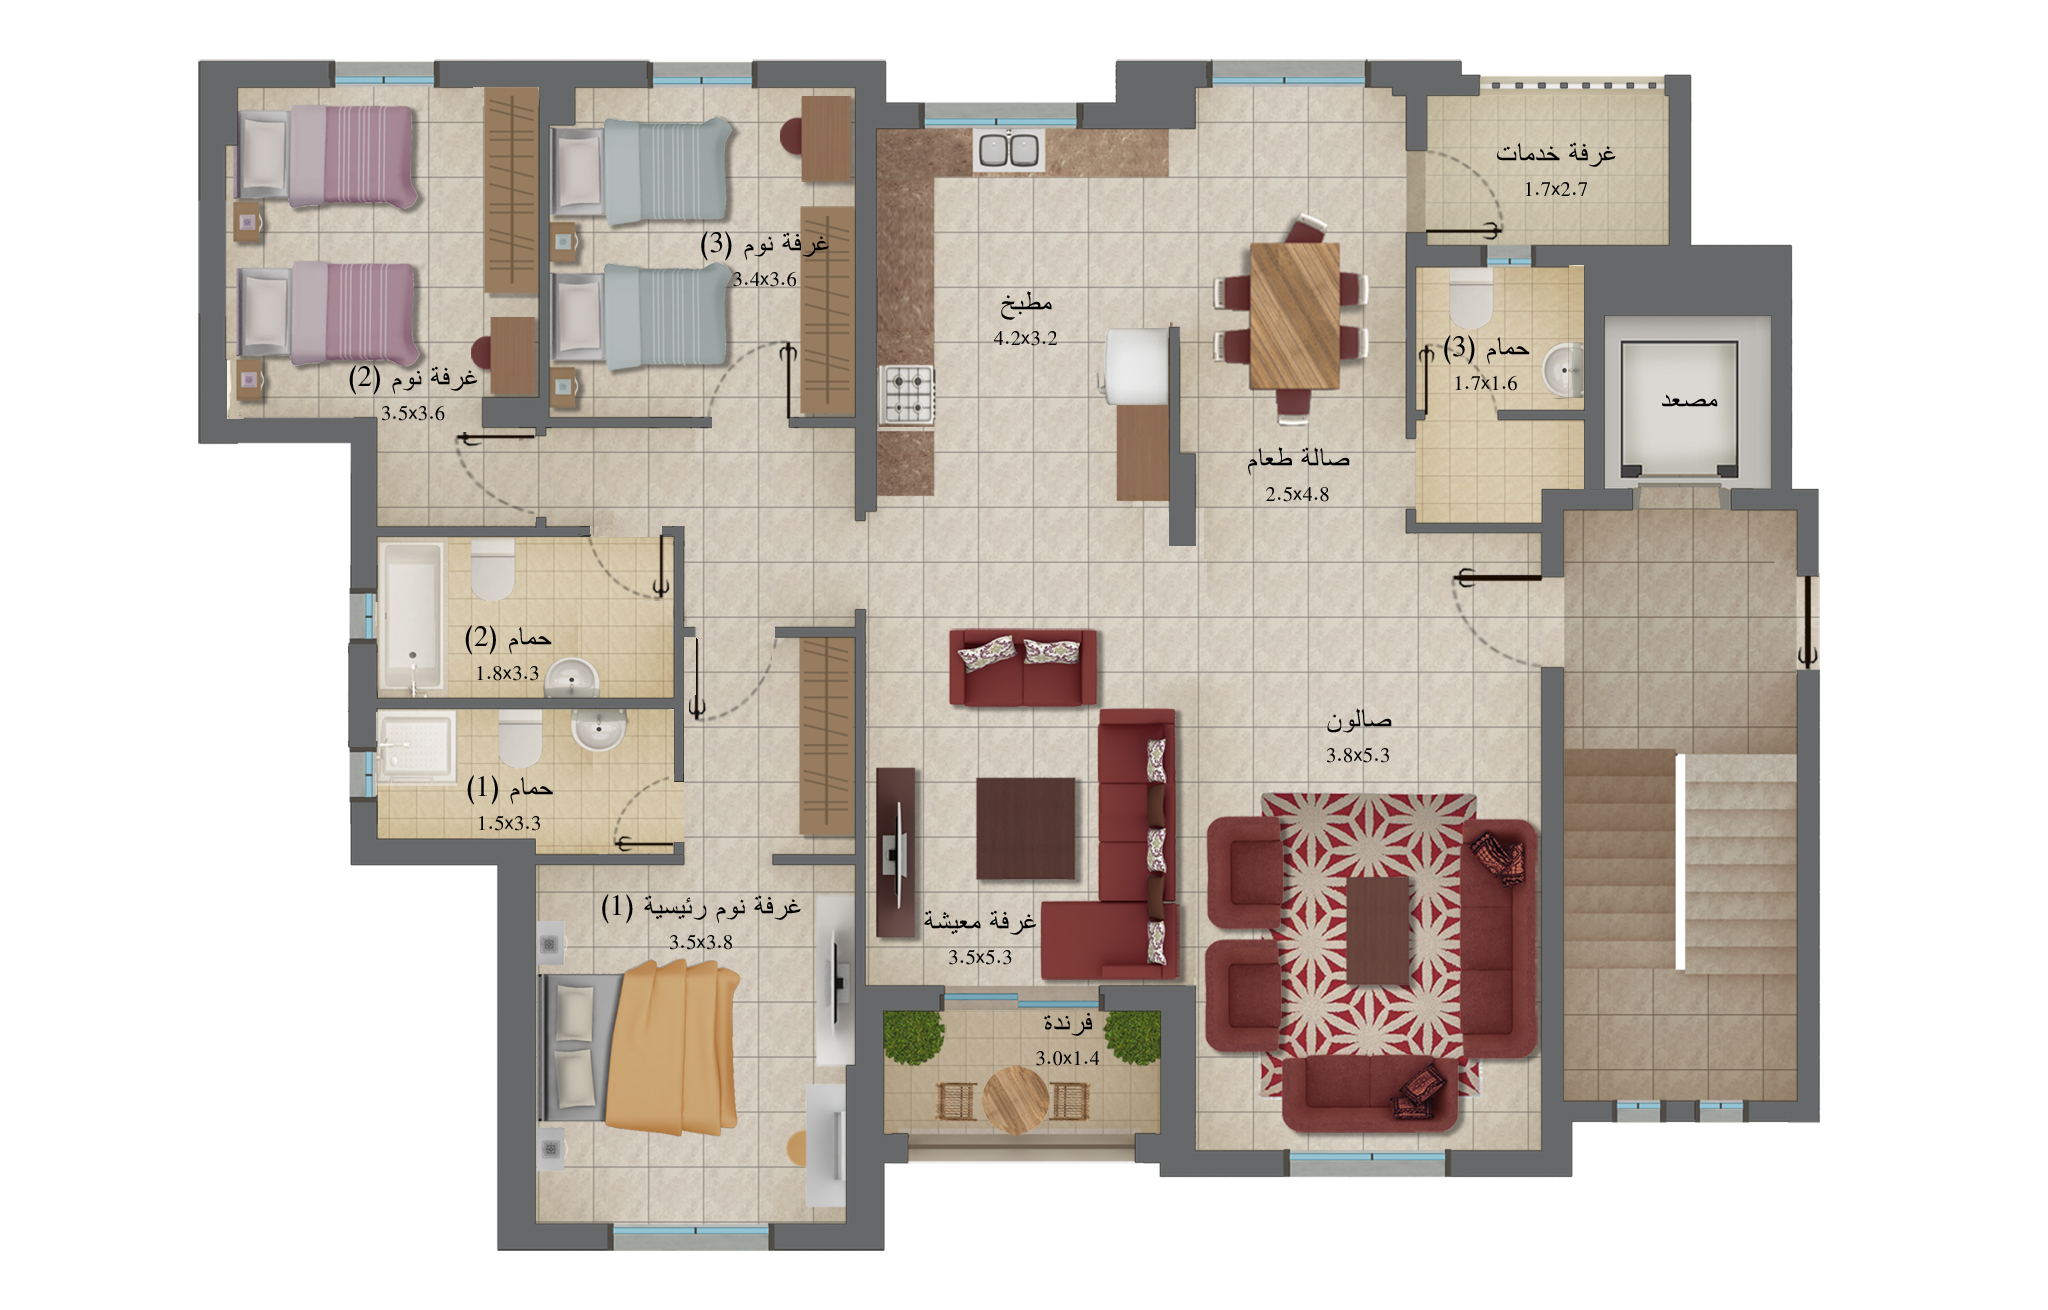 غرفة خدمات
1.7x2.7
غرفة نوم (3)
3.4x3.6
مطبخ
4.2x3.2
حمام (3)
1.7x1.6
غرفة نوم (2)
3.5x3.6
مصعد
صالة طعام
2.5x4.8
حمام (2)
1.8x3.3
صالون
3.8x5.3
حمام (1)
1.5x3.3
غرفة نوم رئيسية (1)
3.5x3.8
غرفة معيشة
3.5x5.3
فرندة
3.0x1.4